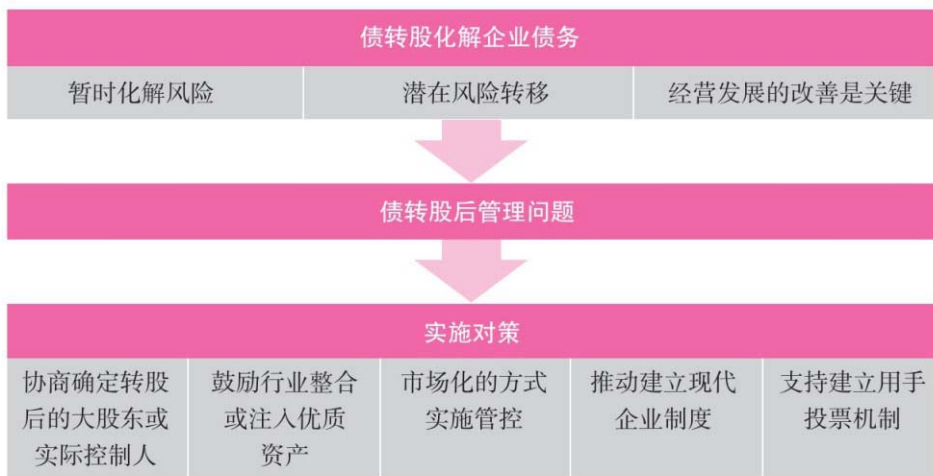 债转股化解企业债务
暂时化解风险
潜在风险转移
经营发展的改善是关键
债转股后管理问题
实施对策
协商确定转股
后的大股东或
实际控制人
鼓励行业整合
或注入优质
资产
市场化的方式
实施管控
推动建立现代
企业制度
支持建立用手
投票机制